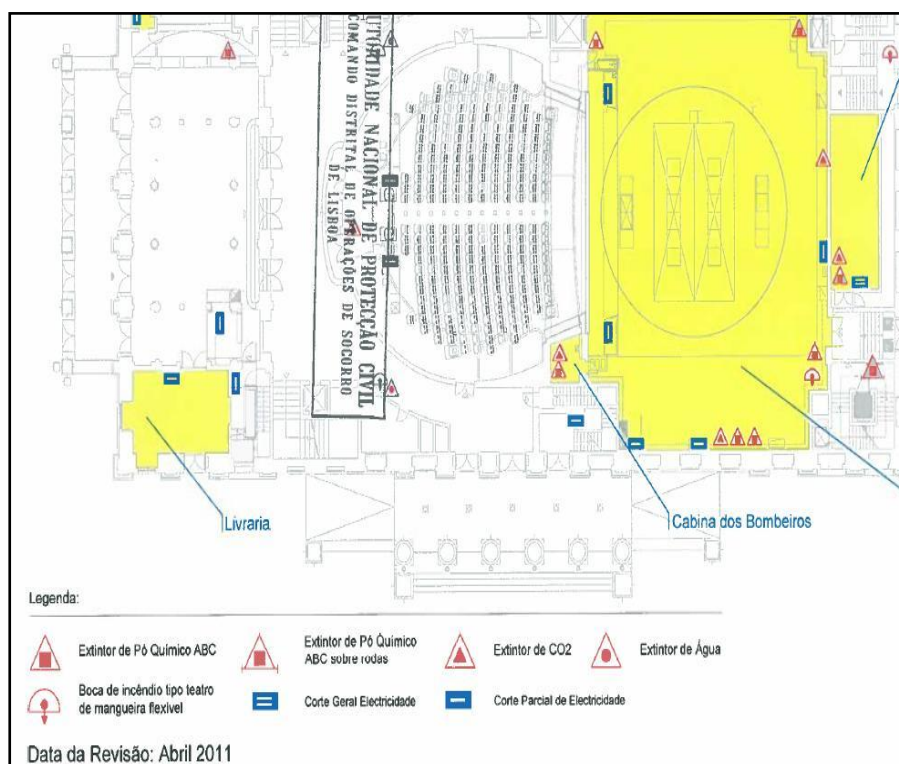 AUTORIDADE NACIONAL DE PROTECÇÃO CIVIL
COMANDO DISTRITAL DE OPERAÇÕES DE SOCORRO
DE LISBOA
Livraria
Cabina dos Bombeiros
Legenda:
Extintor de Pó Químico ABC
Extintor de Pó Químico
ABC sobre rodas
Extintor de CO2
Extintor de Água
Boca de incêndio tipo teatro
de mangueira flexivel
Corte Geral Electricidade
Corte Parcial de Electricidade
Data da Revisão: Abril 2011